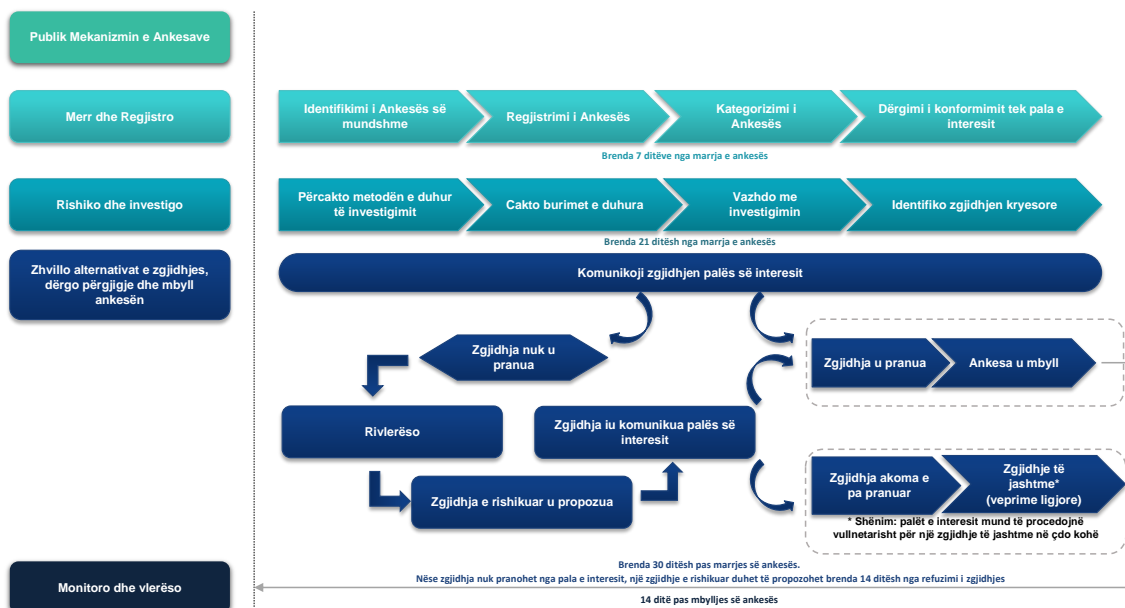 Publik Mekanizmin e Ankesave
Merr dhe Regjistro
Identifikimi i Ankesës së
mundshme
Regjistrimi i Ankesës
Kategorizimi i
Ankesës
Dërgimi i konformimit tek pala e
interesit
Brenda 7 ditëve nga marrja e ankesës
Rishiko dhe investigo
Përcakto metodën e duhur
të investigimit
Cakto burimet e duhura
Vazhdo me
investigimin
Identifiko zgjidhjen kryesore
Brenda 21 ditësh nga marrja e ankesës
Zhvillo alternativat e zgjidhjes,
dërgo përgjigje dhe mbyll
ankesën
Komunikoji zgjidhjen palës së interesit
Zgjidhja nuk u
pranua
Zgjidhja u pranua
Ankesa u mbyll
Rivlerëso
Zgjidhja iu komunikua palës së
interesit
Zgjidhja e rishikuar u propozua
Zgjidhja akoma e
pa pranuar
Zgjidhje të
jashtme*
(veprime ligjore)
* Shënim: palët e interesit mund të procedojnë
vullnetarisht për një zgjidhje të jashtme në çdo kohë
Monitoro dhe vlerëso
Brenda 30 ditësh pas marrjes së ankesës.
Nëse zgjidhja nuk pranohet nga pala e interesit, një zgjidhje e rishikuar duhet të propozohet brenda 14 ditësh nga refuzimi i zgjidhjes
14 ditë pas mbylljes së ankesës